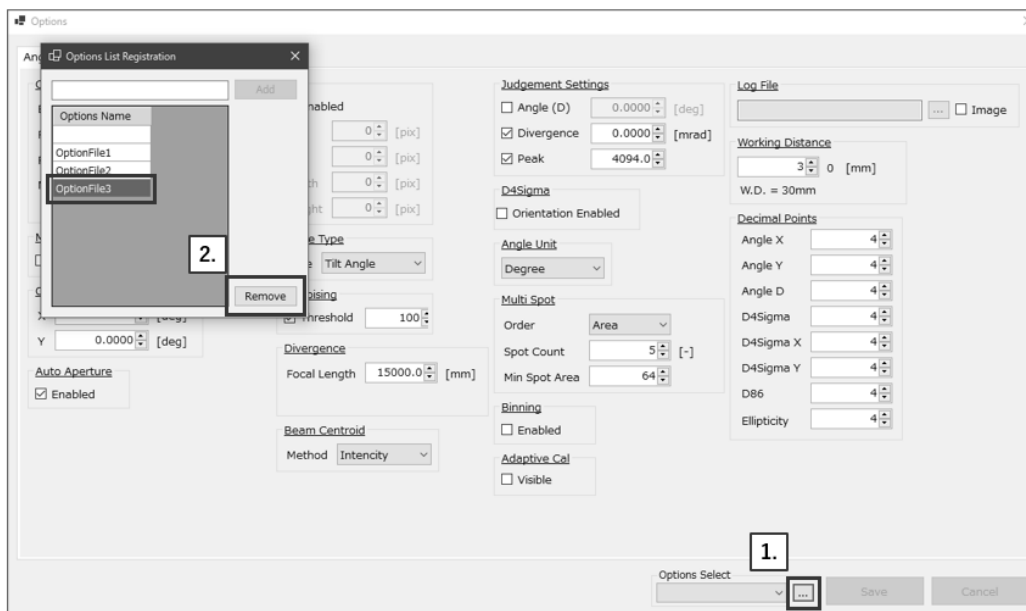 Options
Ang
Options List Registration
Add
Options Name
OptionFile1
OptionFile2
OptionFile3
2.
Remove
X [deg]
Y 0.0000 [deg]
Auto Aperture
Enabled
nabled
0 [pix]
0 [pix]
th 0 [pix]
ght 0 [pix]
e Type
e Tilt Angle
oising
Threshold 100
Divergence
Focal Length 15000.0 [mm]
Beam Centroid
Method Intencity
Judgement Settings
Angle (D) 0.0000 [deg]
Divergence 0.0000 [mrad]
Peak 4094.0
D4Sigma
Orientation Enabled
Angle Unit
Degree
Multi Spot
Order Area
Spot Count 5 [-]
Min Spot Area 64
Binning
Enabled
Adaptive Cal
Visible
Log File
... Image
Working Distance
3 0 [mm]
W.D. = 30mm
Decimal Points
Angle X 4
Angle Y 4
Angle D 4
D4Sigma 4
D4Sigma X 4
D4Sigma Y 4
D86 4
Ellipticity 4
1.
Options Select
... Save Cancel